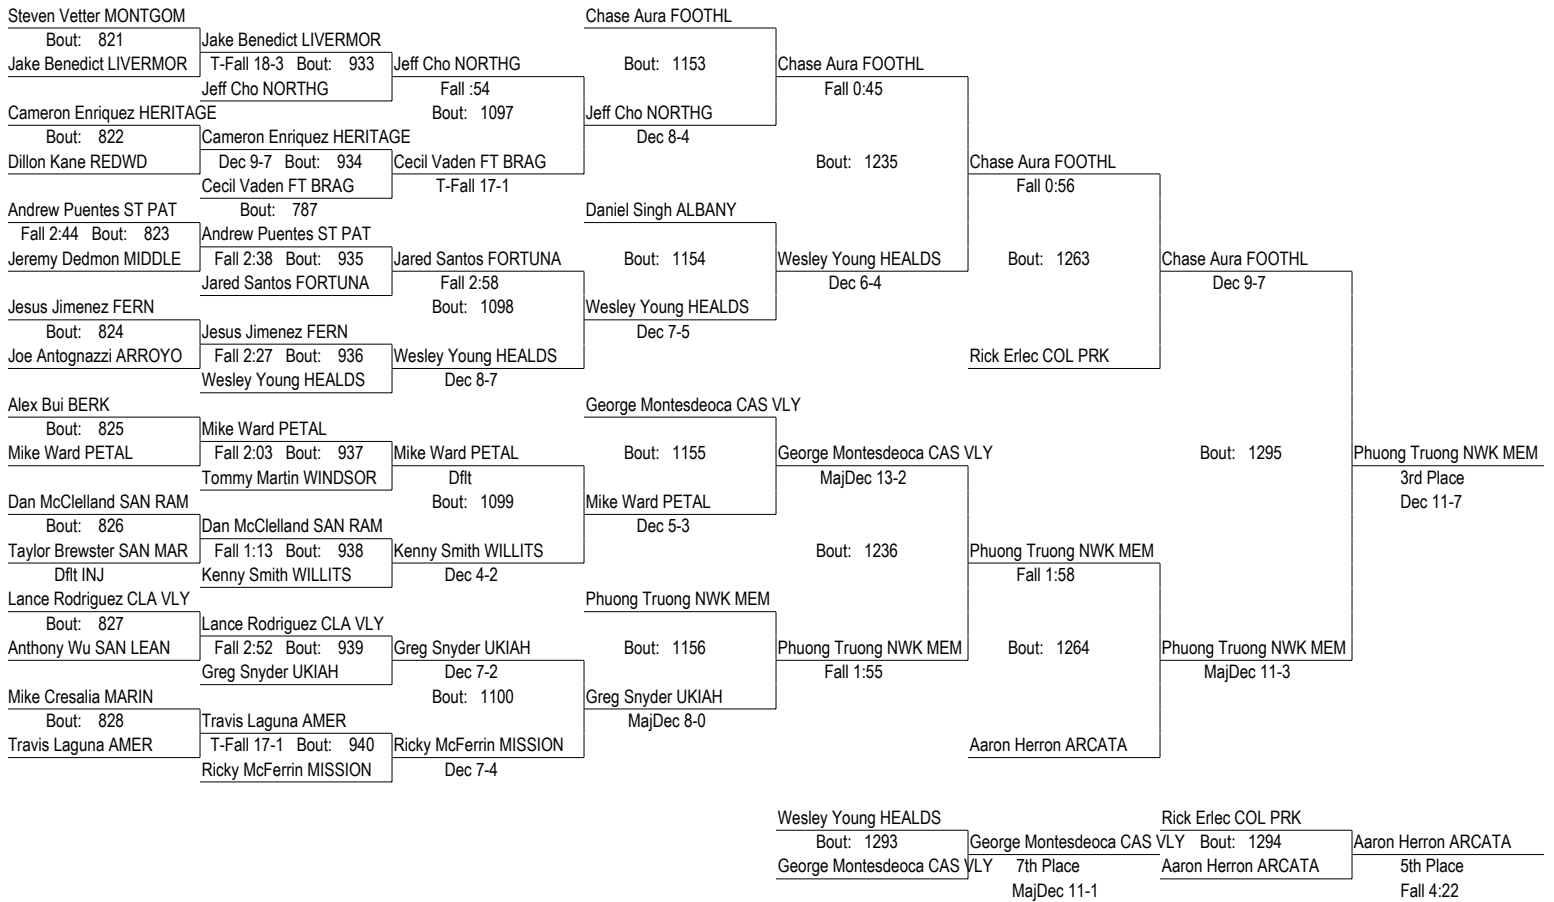 Steven Vetter MONTGOM Chase Aura FOOTHL
Bout: 821 Jake Benedict LIVERMOR
Jake Benedict LIVERMOR T-Fall 18-3 Bout: 933 Jeff Cho NORTHG Bout: 1153 Chase Aura FOOTHL
Jeff Cho NORTHG Fall :54 Fall 0:45
Cameron Enriquez HERITAGE Bout: 1097 Jeff Cho NORTHG
Bout: 822 Cameron Enriquez HERITAGE Dec 8-4
Dillon Kane REDWD Dec 9-7 Bout: 934 Cecil Vaden FT BRAG Bout: 1235 Chase Aura FOOTHL
Cecil Vaden FT BRAG T-Fall 17-1 Fall 0:56
Andrew Puentes ST PAT Bout: 787 Daniel Singh ALBANY
Fall 2:44 Bout: 823 Andrew Puentes ST PAT
Jeremy Dedmon MIDDLE Fall 2:38 Bout: 935 Jared Santos FORTUNA Bout: 1154 Wesley Young HEALDS Bout: 1263 Chase Aura FOOTHL
Jared Santos FORTUNA Fall 2:58 Dec 6-4 Dec 9-7
Jesus Jimenez FERN Bout: 1098 Wesley Young HEALDS
Bout: 824 Jesus Jimenez FERN Dec 7-5
Joe Antognazzi ARROYO Fall 2:27 Bout: 936 Wesley Young HEALDS Rick Erlec COL PRK
Wesley Young HEALDS Dec 8-7
Alex Bui BERK George Montesdeoca CAS VLY
Bout: 825 Mike Ward PETAL
Mike Ward PETAL Fall 2:03 Bout: 937 Mike Ward PETAL Bout: 1155 George Montesdeoca CAS VLY Bout: 1295 Phuong Truong NWK MEM
Tommy Martin WINDSOR Dflt MajDec 13-2 3rd Place
Dan McClelland SAN RAM Bout: 1099 Mike Ward PETAL Dec 11-7
Bout: 826 Dan McClelland SAN RAM Dec 5-3
Taylor Brewster SAN MAR Fall 1:13 Bout: 938 Kenny Smith WILLITS Bout: 1236 Phuong Truong NWK MEM
Dflt INJ Kenny Smith WILLITS Dec 4-2 Fall 1:58
Lance Rodriguez CLA VLY Phuong Truong NWK MEM
Bout: 827 Lance Rodriguez CLA VLY
Anthony Wu SAN LEAN Fall 2:52 Bout: 939 Greg Snyder UKIAH Bout: 1156 Phuong Truong NWK MEM Bout: 1264 Phuong Truong NWK MEM
Greg Snyder UKIAH Dec 7-2 Fall 1:55 MajDec 11-3
Mike Cresalia MARIN Bout: 1100 Greg Snyder UKIAH
Bout: 828 Travis Laguna AMER MajDec 8-0
Travis Laguna AMER T-Fall 17-1 Bout: 940 Ricky McFerrin MISSION Aaron Herron ARCATA
Ricky McFerrin MISSION Dec 7-4
Wesley Young HEALDS Rick Erlec COL PRK
Bout: 1293 George Montesdeoca CAS VLY Bout: 1294 Aaron Herron ARCATA
George Montesdeoca CAS VLY 7th Place Aaron Herron ARCATA 5th Place
MajDec 11-1 Fall 4:22